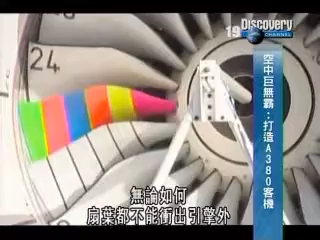 19
Discovery
CHANNEL
24
空中巨無霸：打造A380客機
無論如何
扇葉都不能衝出引擎外